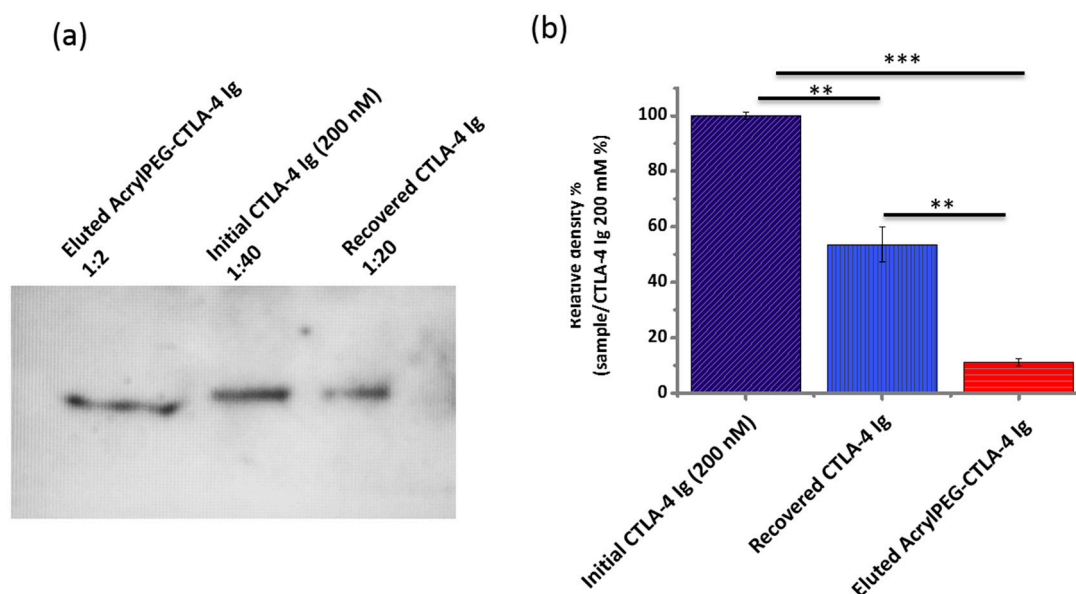 (a)
Eluted AcrylPEG-CTLA-4 Ig
1:2
Initial CTLA-4 Ig (200 nM)
1:40
Recovered CTLA-4 Ig
1:20
(b)
Relative density %
(sample/CTLA-4 Ig 200 mM %)
100
80
60
40
20
0
***
**
**
Initial CTLA-4 Ig (200 nM)
Recovered CTLA-4 Ig
Eluted AcrylPEG-CTLA-4 Ig